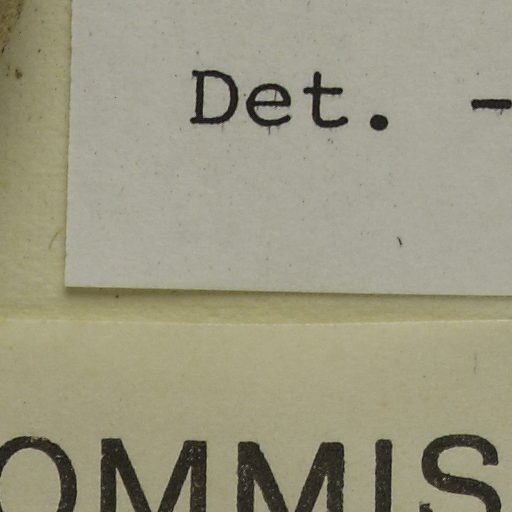 Det. -
OMMIS